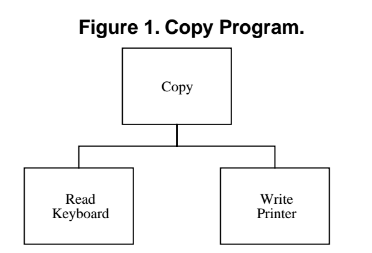 Figure 1. Copy Program.
Copy
Read
Keyboard
Write
Printer